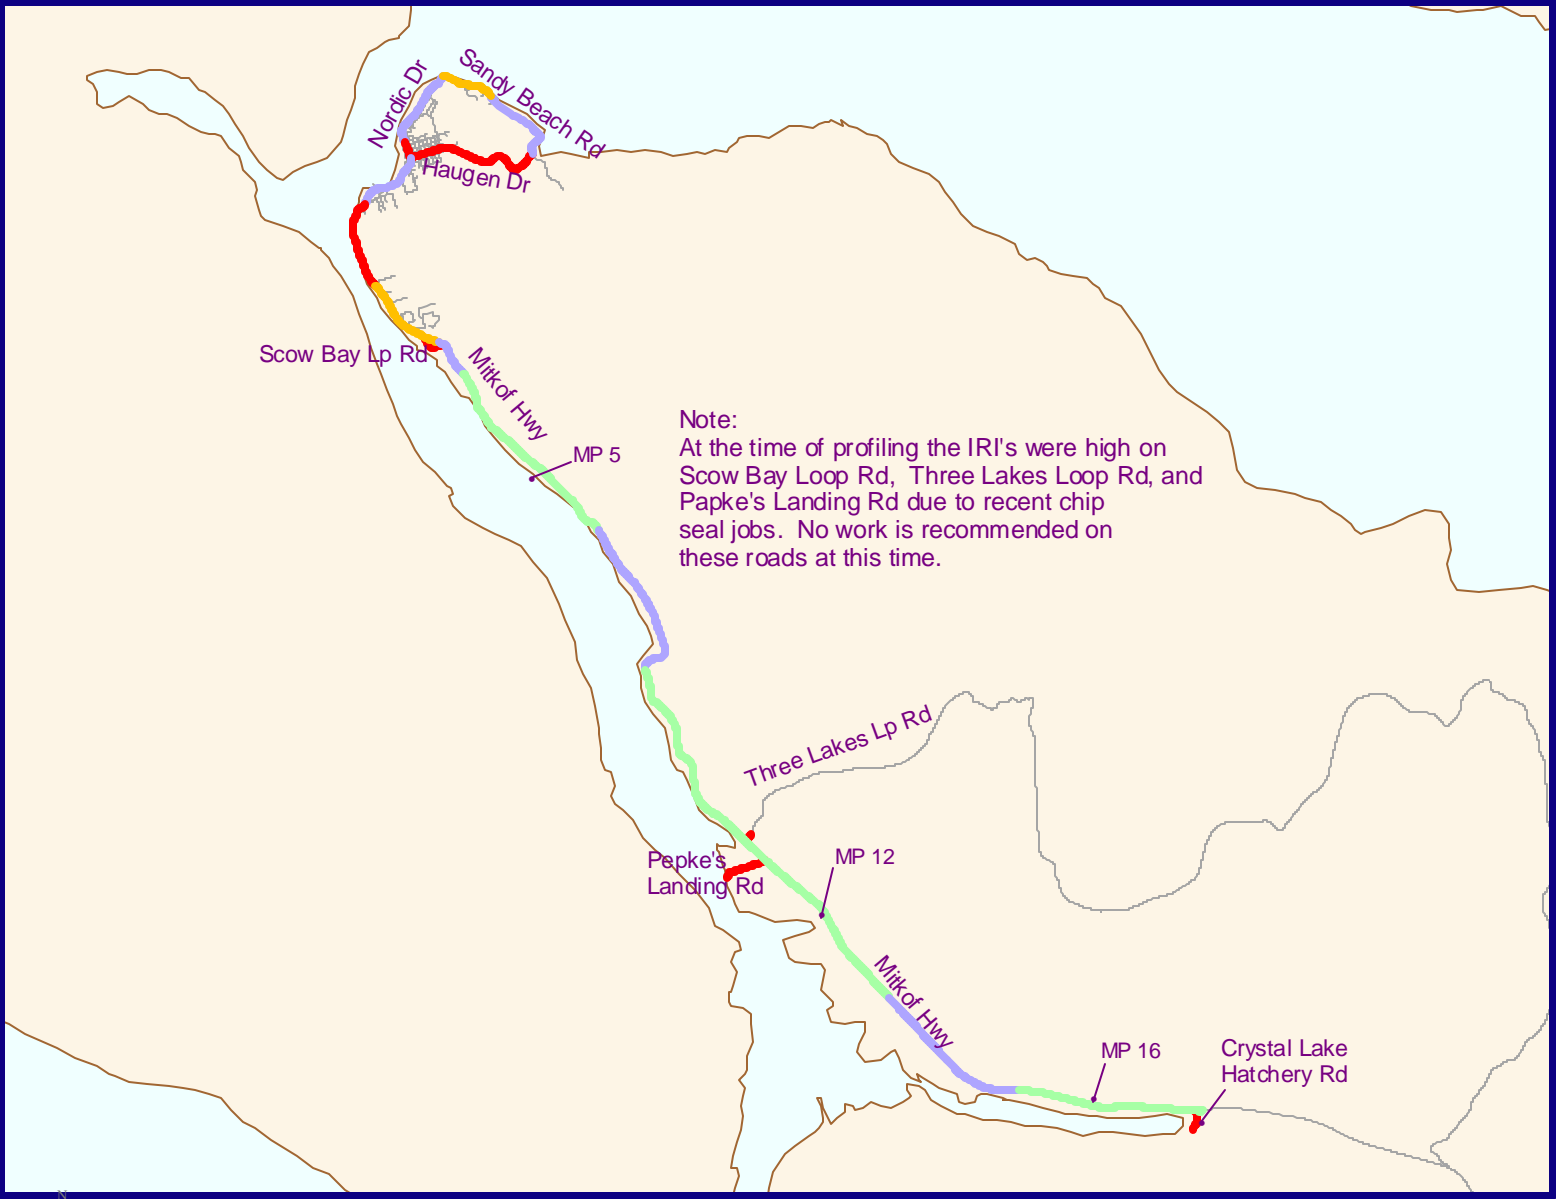 Nordic Dr
Sandy Beach Rd
Haugen Dr
Scow Bay Lp Rd
Mitkof Hwy
MP 5
Note:
At the time of profiling the IRI's were high on
Scow Bay Loop Rd,  Three Lakes Loop Rd, and
Papke's Landing Rd due to recent chip
seal jobs.  No work is recommended on
these roads at this time.
Three Lakes Lp Rd
Pepke's
Landing Rd
MP 12
Mitkof Hwy
MP 16
Crystal Lake
Hatchery Rd
N